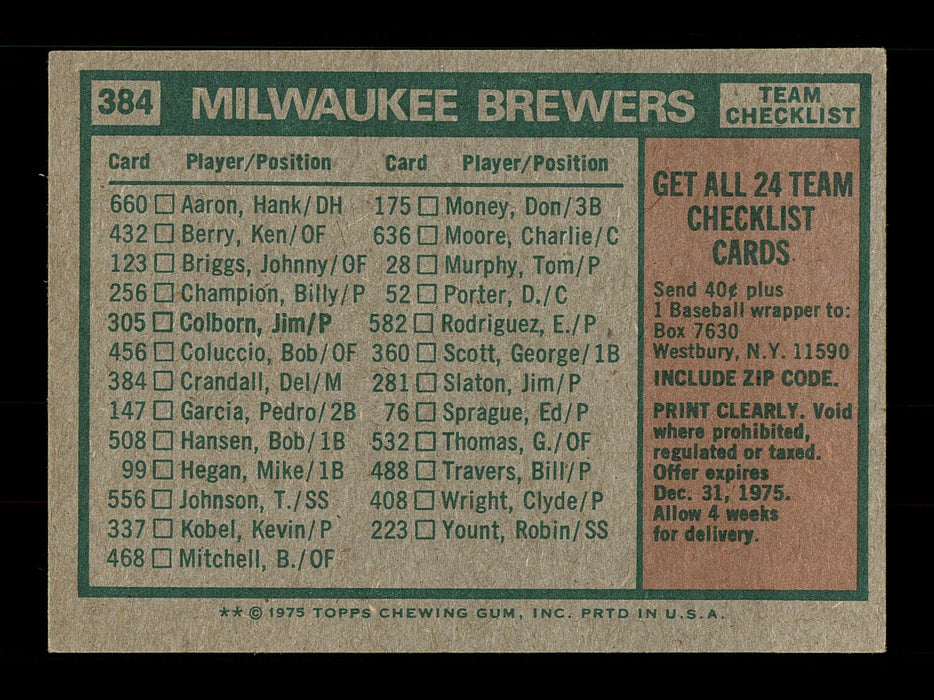 384 MILWAUKEE BREWERS TEAM CHECKLIST
Card Player/Position
660 □ Aaron, Hank/DH
432 □ Berry, Ken/OF
123 □ Briggs, Johnny/OF
256 □ Champion, Billy/P
305 □ Colborn, Jim/P
456 □ Coluccio, Bob/OF
384 □ Crandall, Del/M
147 □ Garcia, Pedro/2B
508 □ Hansen, Bob/1B
99 □ Hegan, Mike/1B
556 □ Johnson, T./SS
337 □ Kobel, Kevin/P
468 □ Mitchell, B./OF
Card Player/Position
175 □ Money, Don/3B
636 □ Moore, Charlie/C
28 □ Murphy, Tom/P
52 □ Porter, D./C
582 □ Rodriguez, E./P
360 □ Scott, George/1B
281 □ Slaton, Jim/P
76 □ Sprague, Ed/P
532 □ Thomas, G./OF
488 □ Travers, Bill/P
408 □ Wright, Clyde/P
223 □ Yount, Robin/SS
GET ALL 24 TEAM
CHECKLIST
CARDS
Send 40¢ plus
1 Baseball wrapper to:
Box 7630
Westbury, N.Y. 11590
INCLUDE ZIP CODE.
PRINT CLEARLY. Void
where prohibited,
regulated or taxed.
Offer expires
Dec. 31, 1975.
Allow 4 weeks
for delivery.
** © 1975 TOPPS CHEWING GUM, INC. PRTD IN U.S.A.